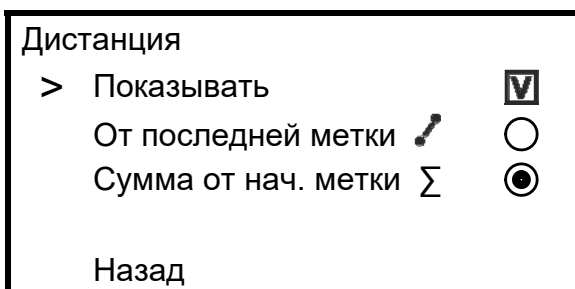 Дистанция
> Показывать V
От последней метки
Сумма от нач. метки ∑
Назад